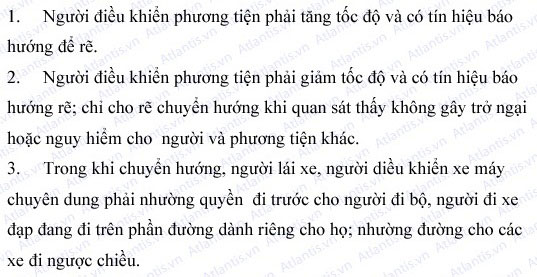 1. Người điều khiển phương tiện phải tăng tốc độ và có tín hiệu báo
hướng để rẽ.
2. Người điều khiển phương tiện phải giảm tốc độ và có tín hiệu báo
hướng rẽ; chỉ cho rẽ chuyển hướng khi quan sát thấy không gây trở ngại
hoặc nguy hiểm cho người và phương tiện khác.
3. Trong khi chuyển hướng, người lái xe, người diều khiển xe máy
chuyên dung phải nhường quyền đi trước cho người đi bộ, người đi xe
đạp đang đi trên phần đường dành riêng cho họ; nhường đường cho các
xe đi ngược chiều.